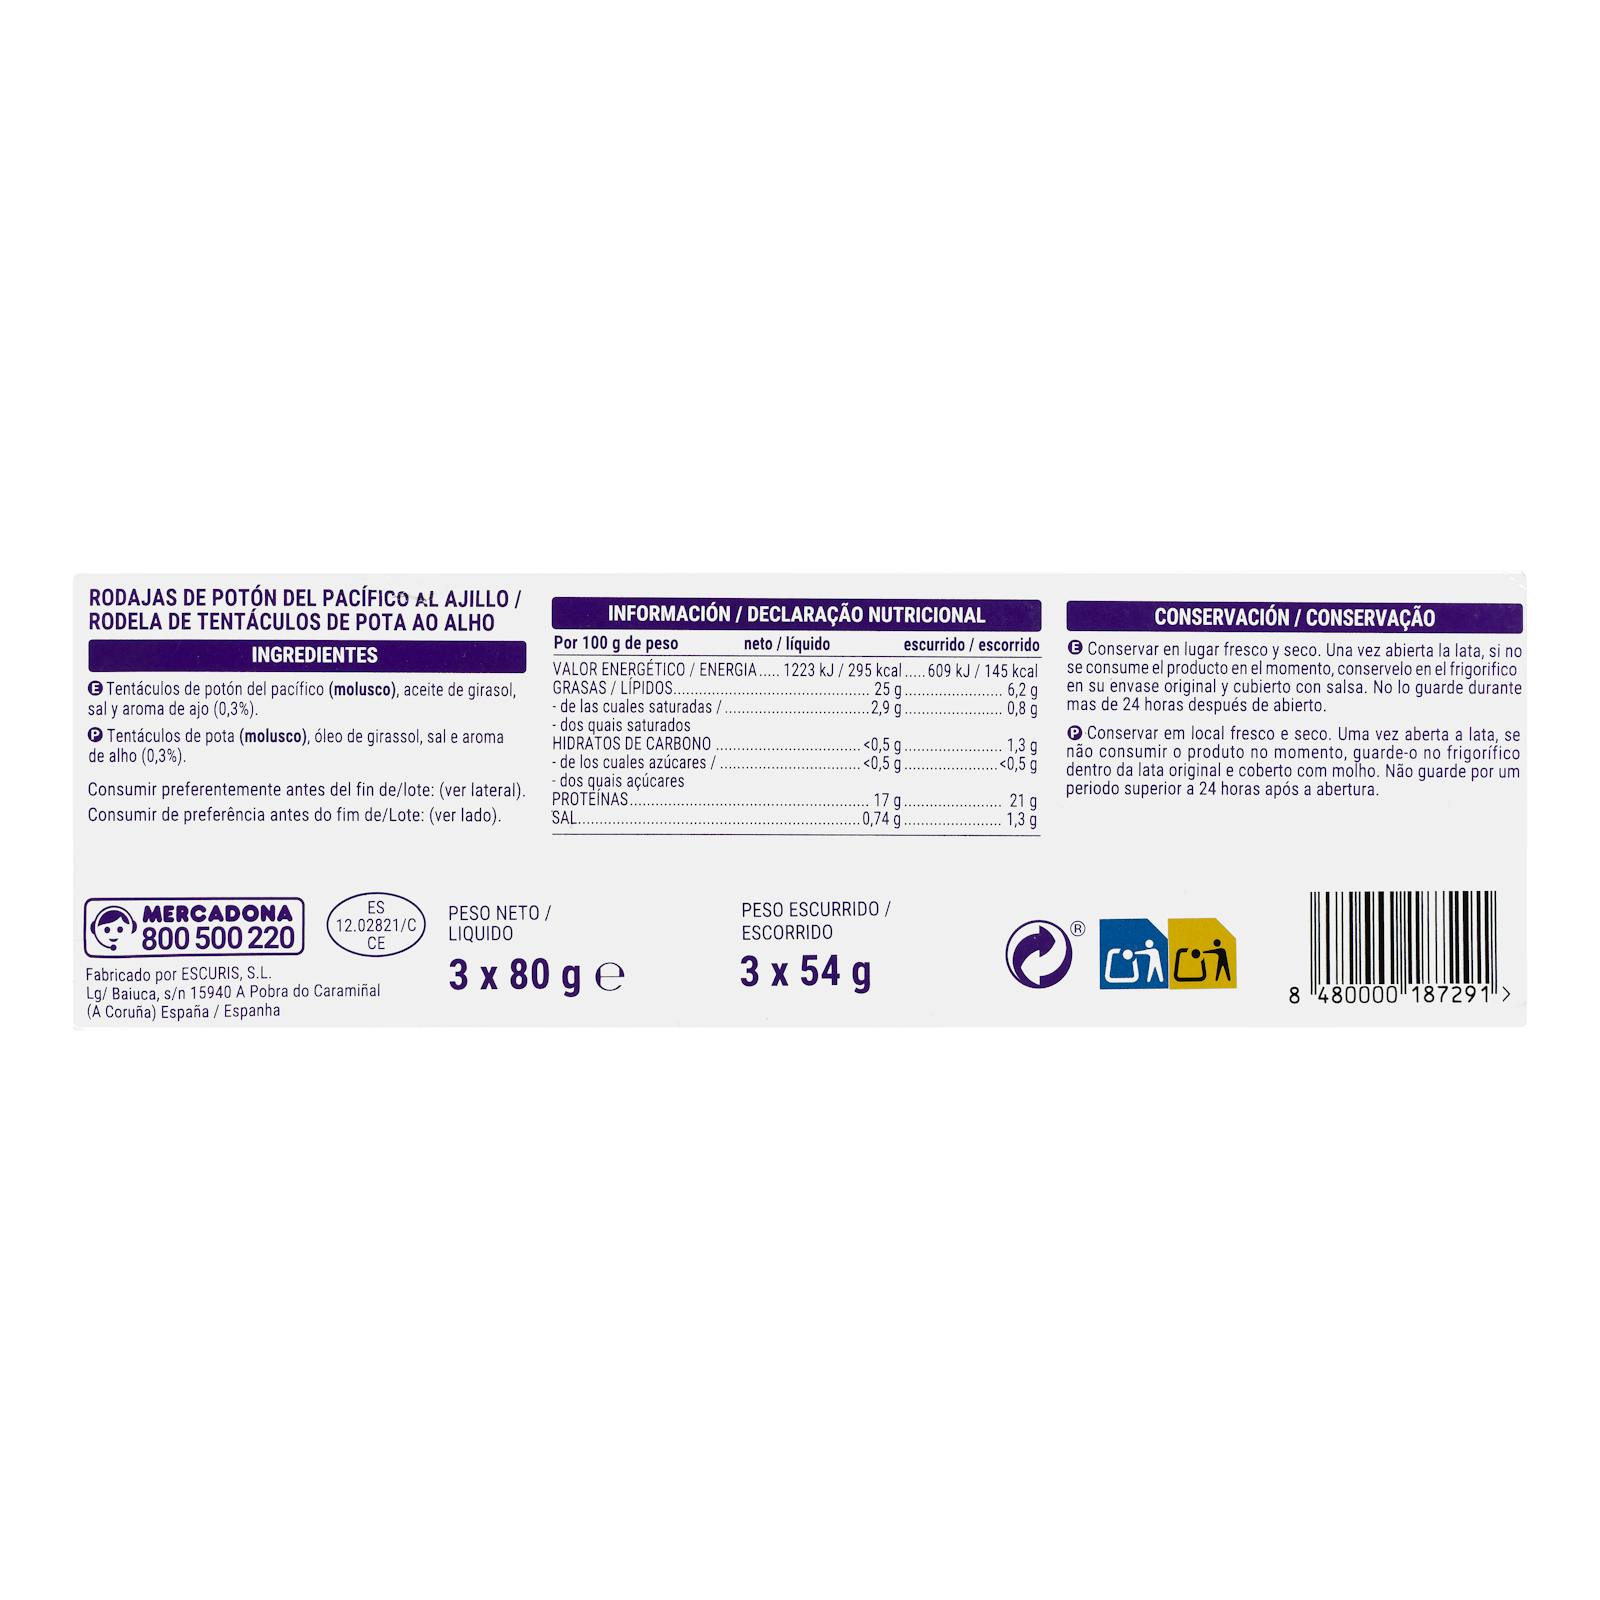 RODAJAS DE POTÓN DEL PACÍFICO AL AJILLO /
RODELA DE TENTÁCULOS DE POTA AO ALHO
INGREDIENTES
E Tentáculos de potón del pacífico (molusco), aceite de girasol,
sal y aroma de ajo (0,3%).
P Tentáculos de pota (molusco), óleo de girassol, sal e aroma
de alho (0,3%).
Consumir preferentemente antes del fin de/lote: (ver lateral).
Consumir de preferência antes do fim de/Lote: (ver lado).
INFORMACIÓN / DECLARAÇÃO NUTRICIONAL
Por 100 g de peso neto / líquido escurrido / escorrido
VALOR ENERGÉTICO / ENERGIA..... 1223 kJ / 295 kcal..... 609 kJ / 145 kcal
GRASAS / LÍPIDOS.......... 25 g.......... 6,2 g
- de las cuales saturadas / .......... 2,9 g.......... 0,8 g
- dos quais saturados
HIDRATOS DE CARBONO .......... <0,5 g.......... 1,3 g
- de los cuales azúcares / .......... <0,5 g.......... <0,5 g
- dos quais açúcares
PROTEÍNAS.......... 17 g.......... 21 g
SAL.......... 0,74 g.......... 1,3 g
CONSERVACIÓN / CONSERVAÇÃO
E Conservar en lugar fresco y seco. Una vez abierta la lata, si no
se consume el producto en el momento, conservelo en el frigorifico
en su envase original y cubierto con salsa. No lo guarde durante
mas de 24 horas después de abierto.
P Conservar em local fresco e seco. Uma vez aberta a lata, se
não consumir o produto no momento, guarde-o no frigorífico
dentro da lata original e coberto com molho. Não guarde por um
periodo superior a 24 horas após a abertura.
MERCADONA
800 500 220
ES
12.02821/C
CE
Fabricado por ESCURIS, S.L.
Lg/ Baiuca, s/n 15940 A Pobra do Caramiñal
(A Coruña) España / Espanha
PESO NETO /
LIQUIDO
3 x 80 g ℮
PESO ESCURRIDO /
ESCORRIDO
3 x 54 g
®
8 480000 187291 >